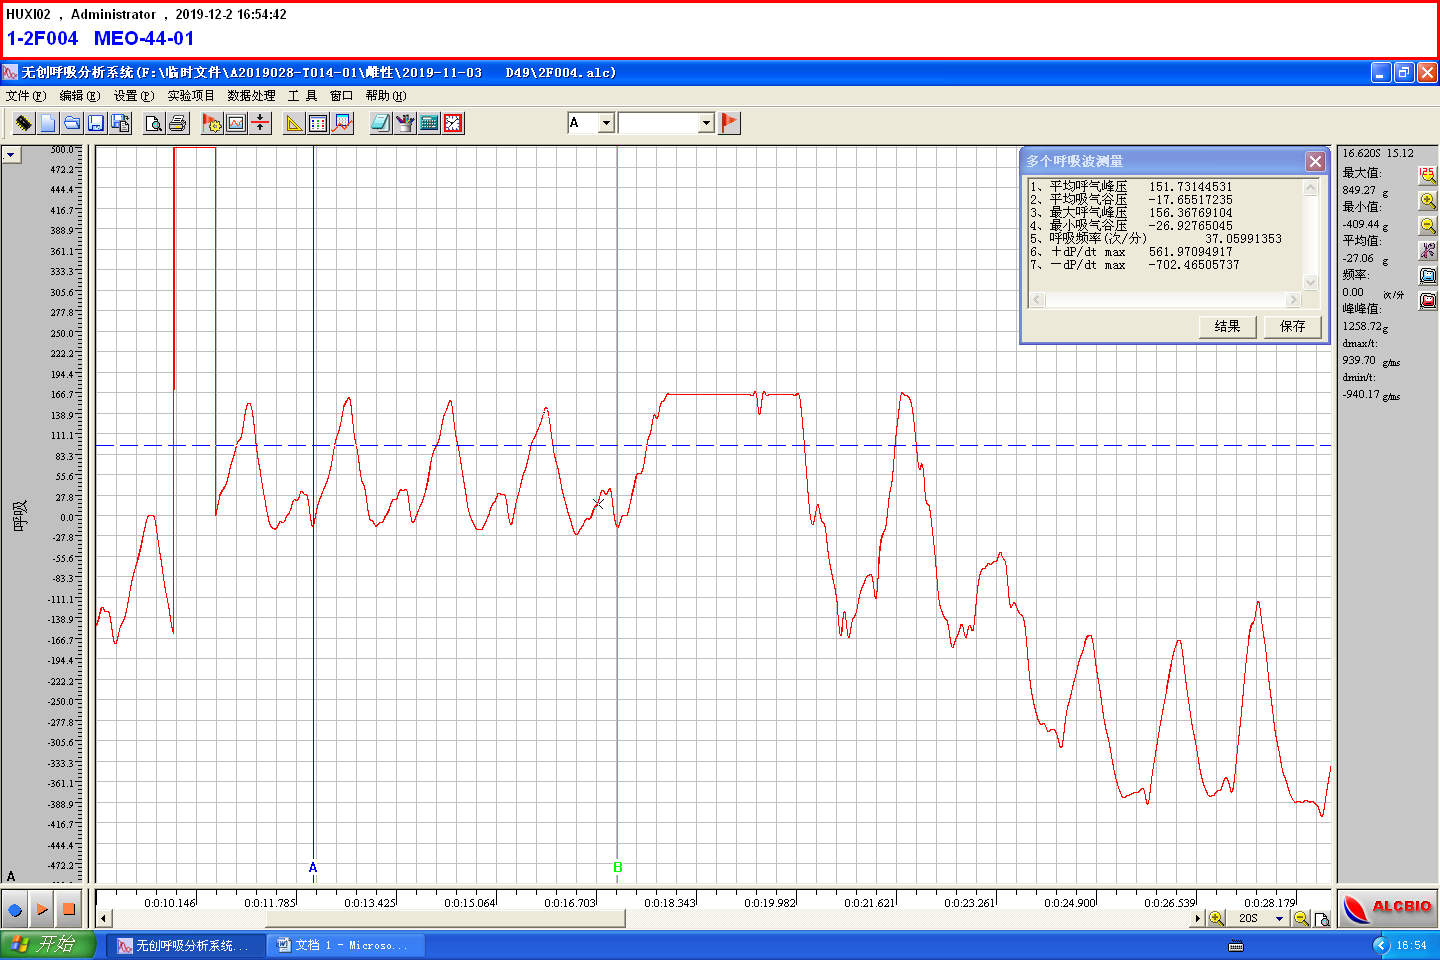 HUXI02 , Administrator , 2019-12-2 16:54:42
1-2F004 MEO-44-01
无创呼吸分析系统(F:\临时文件\A2019028-T014-01\雌性\2019-11-03 D49\2F004.alc)
文件(F) 编辑(E) 设置(P) 实验项目 数据处理 工 具 窗口 帮助(H)
A
500.0
472.2
444.4
416.7
388.9
361.1
333.3
305.6
277.8
250.0
222.2
194.4
166.7
138.9
111.1
83.3
55.6
27.8
0.0
-27.8
-55.6
-83.3
-111.1
-138.9
-166.7
-194.4
-222.2
-250.0
-277.8
-305.6
-333.3
-361.1
-388.9
-416.7
-444.4
-472.2
呼吸
A
多个呼吸波测量
1、平均呼气峰压 151.73144531
2、平均吸气谷压 -17.65517235
3、最大呼气峰压 156.36769104
4、最小吸气谷压 -26.92765045
5、呼吸频率(次/分) 37.05991353
6、+dP/dt max 561.97094917
7、-dP/dt max -702.46505737
结果 保存
16.620S 15.12
最大值:
849.27 g
最小值:
-409.44 g
平均值:
-27.06 g
频率:
0.00 次/分
峰峰值:
1258.72g
dmax/t:
939.70 g/ms
dmin/t:
-940.17 g/ms
125
A B
0:0:10.146 0:0:11.785 0:0:13.425 0:0:15.064 0:0:16.703 0:0:18.343 0:0:19.982 0:0:21.621 0:0:23.261 0:0:24.900 0:0:26.539 0:0:28.179
20S
ALCBIO
开始 无创呼吸分析系统... 文档 1 - Microso... 16:54